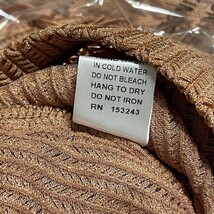 IN COLD WATER
DO NOT BLEACH
HANG TO DRY
DO NOT IRON
RN 153243